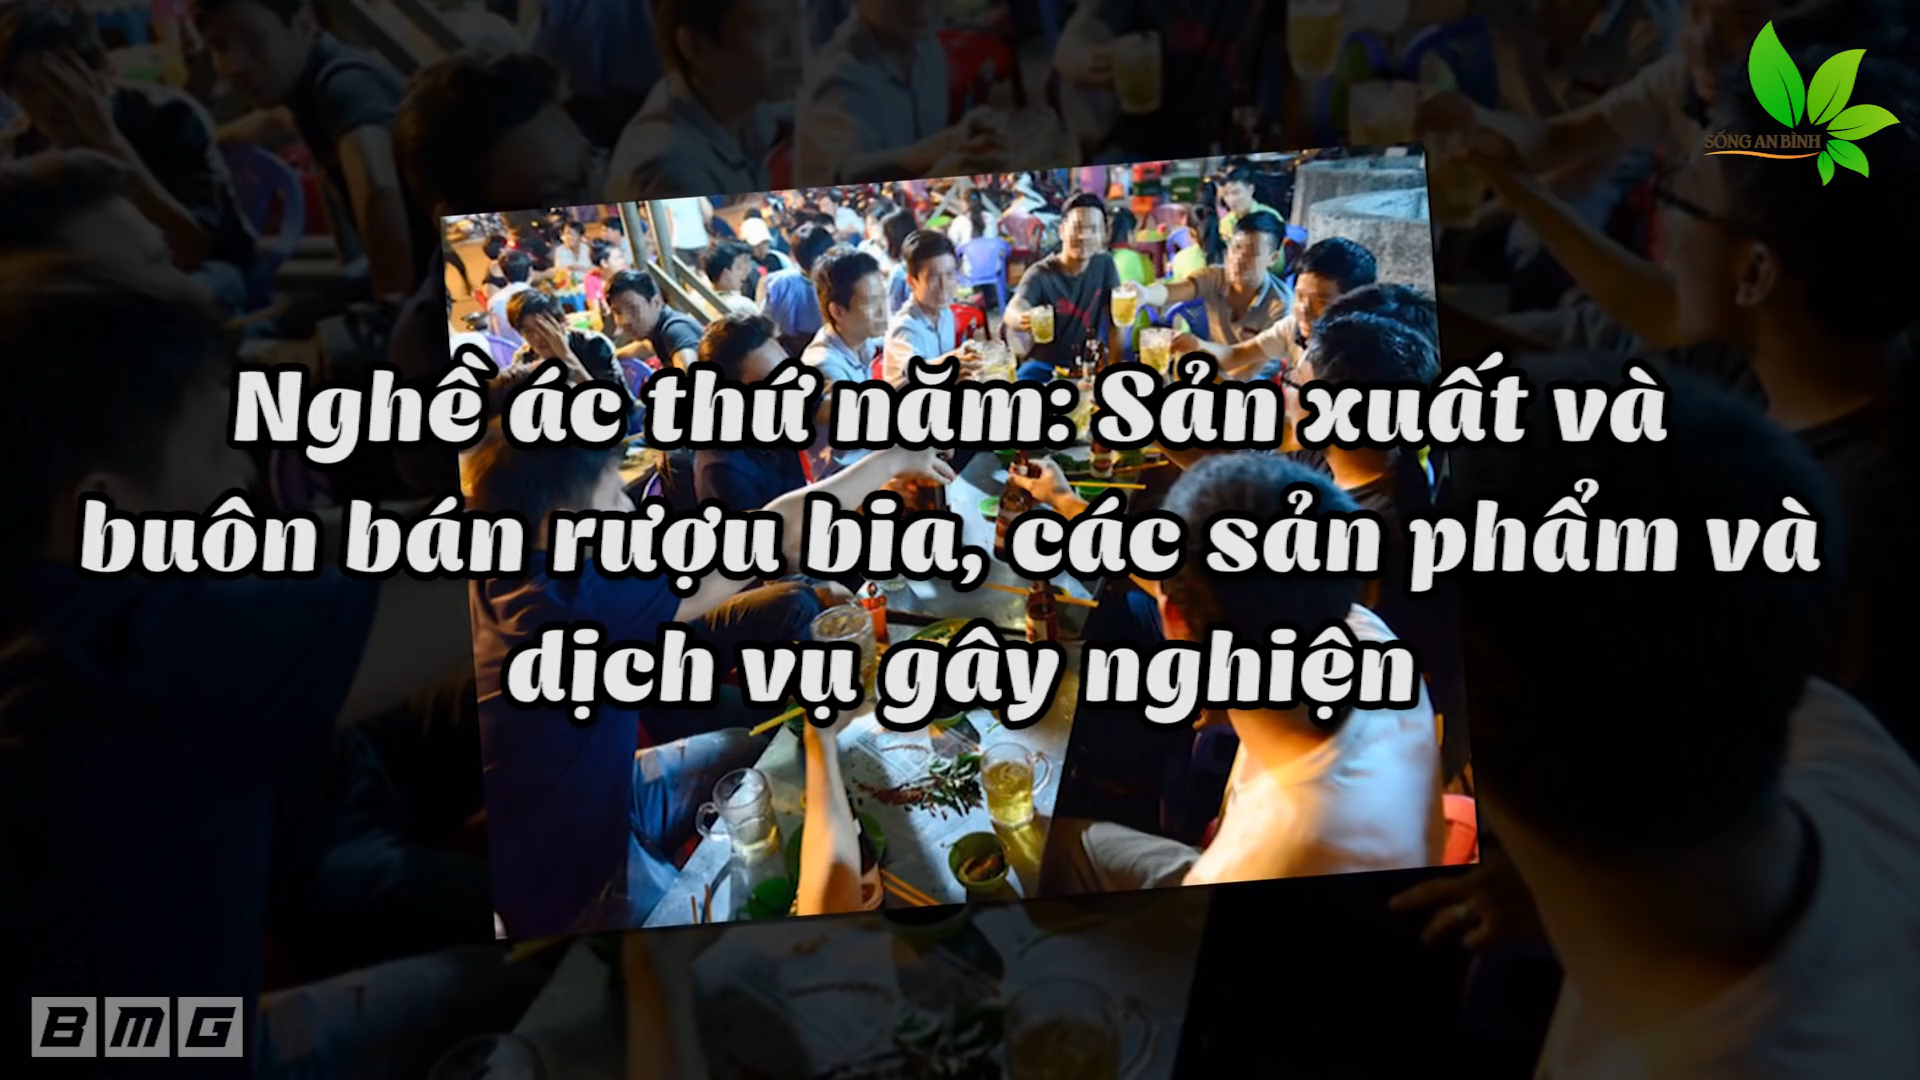 SỐNG AN BÌNH
Nghề ác thứ năm: Sản xuất và
buôn bán rượu bia, các sản phẩm và
dịch vụ gây nghiện
BMG